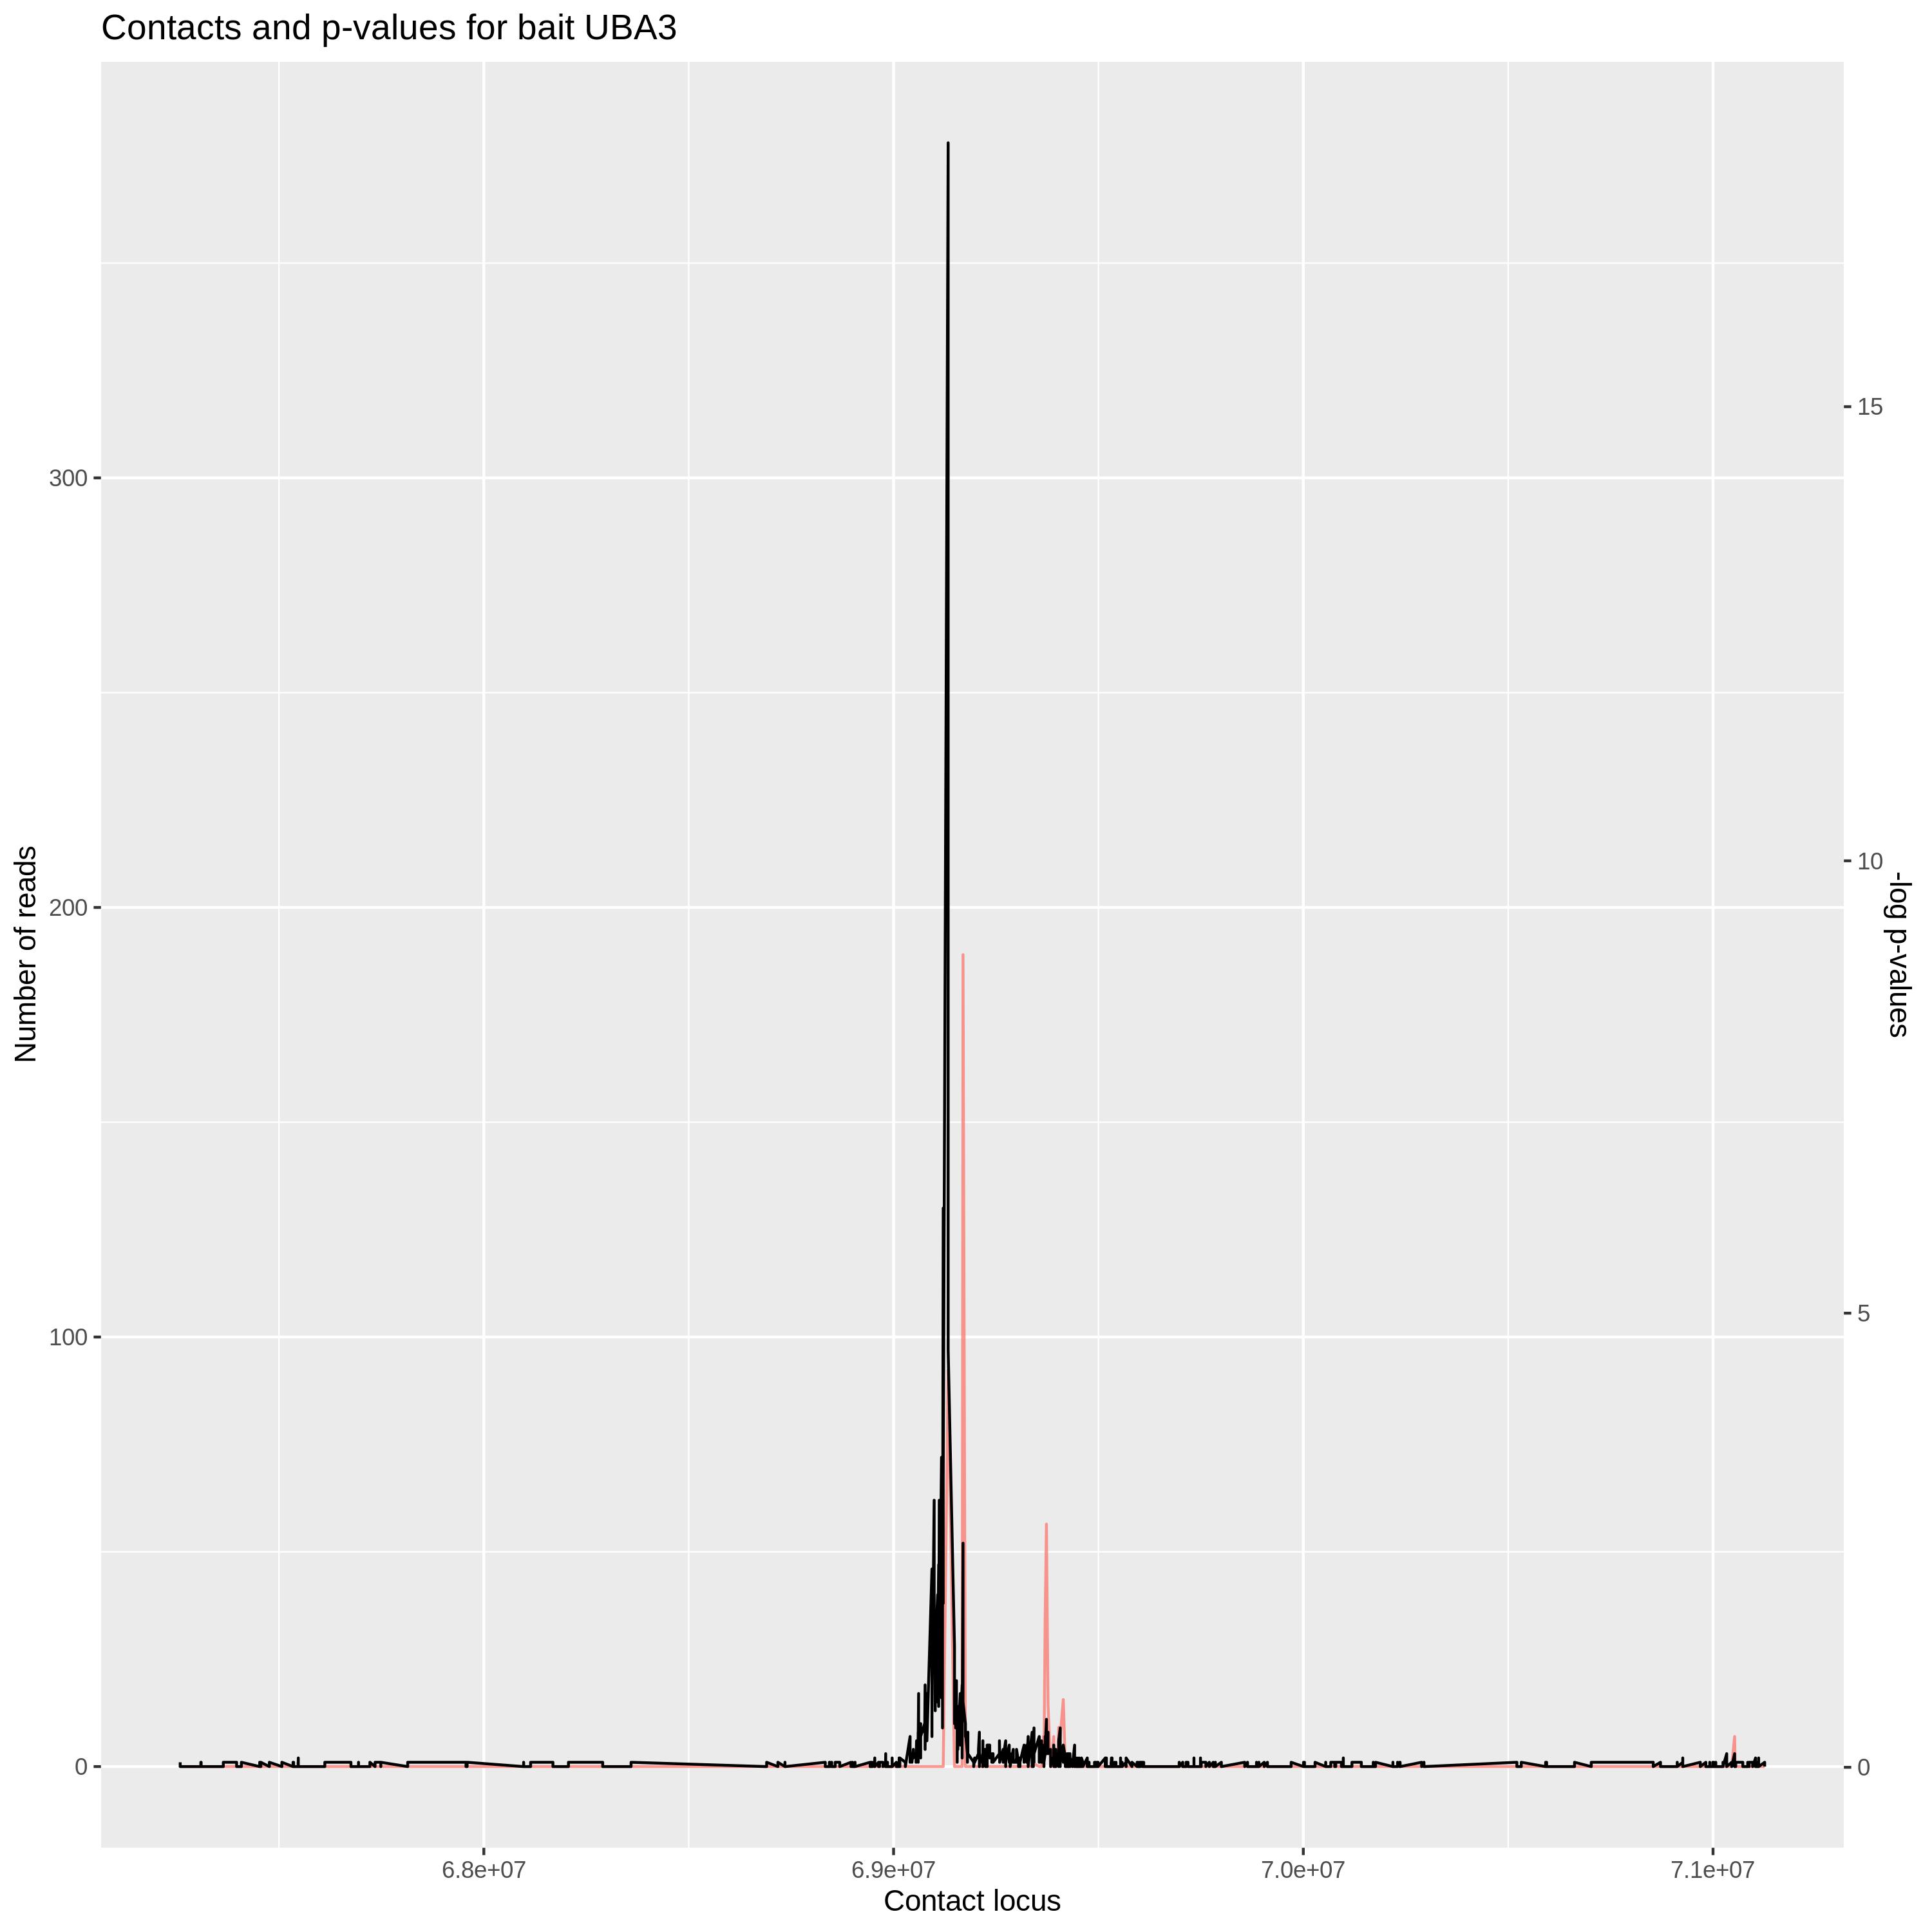 Contacts and p-values for bait UBA3
300
200
100
0
Number of reads
15
10
5
0
-log p-values
6.8e+07
6.9e+07
7.0e+07
7.1e+07
Contact locus